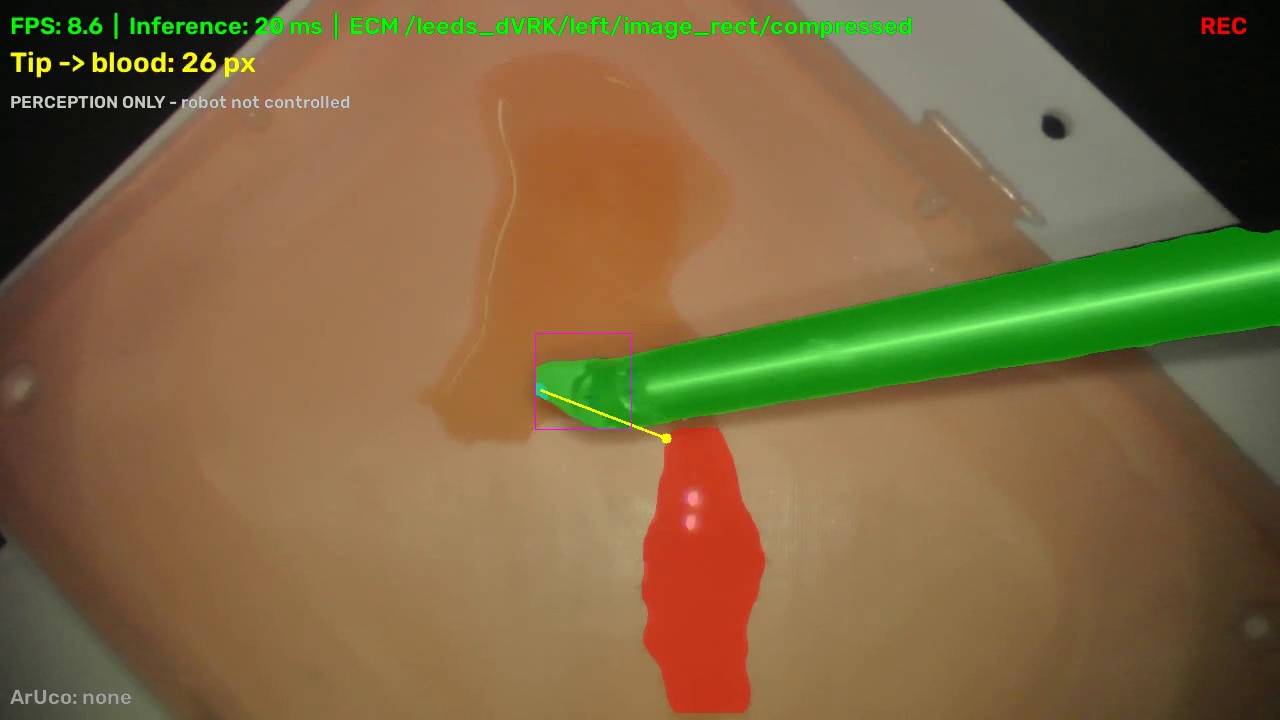 FPS: 8.6 | Inference: 20 ms | ECM /leeds_dVRK/left/image_rect/compressed
REC
Tip -> blood: 26 px
PERCEPTION ONLY - robot not controlled
ArUco: none